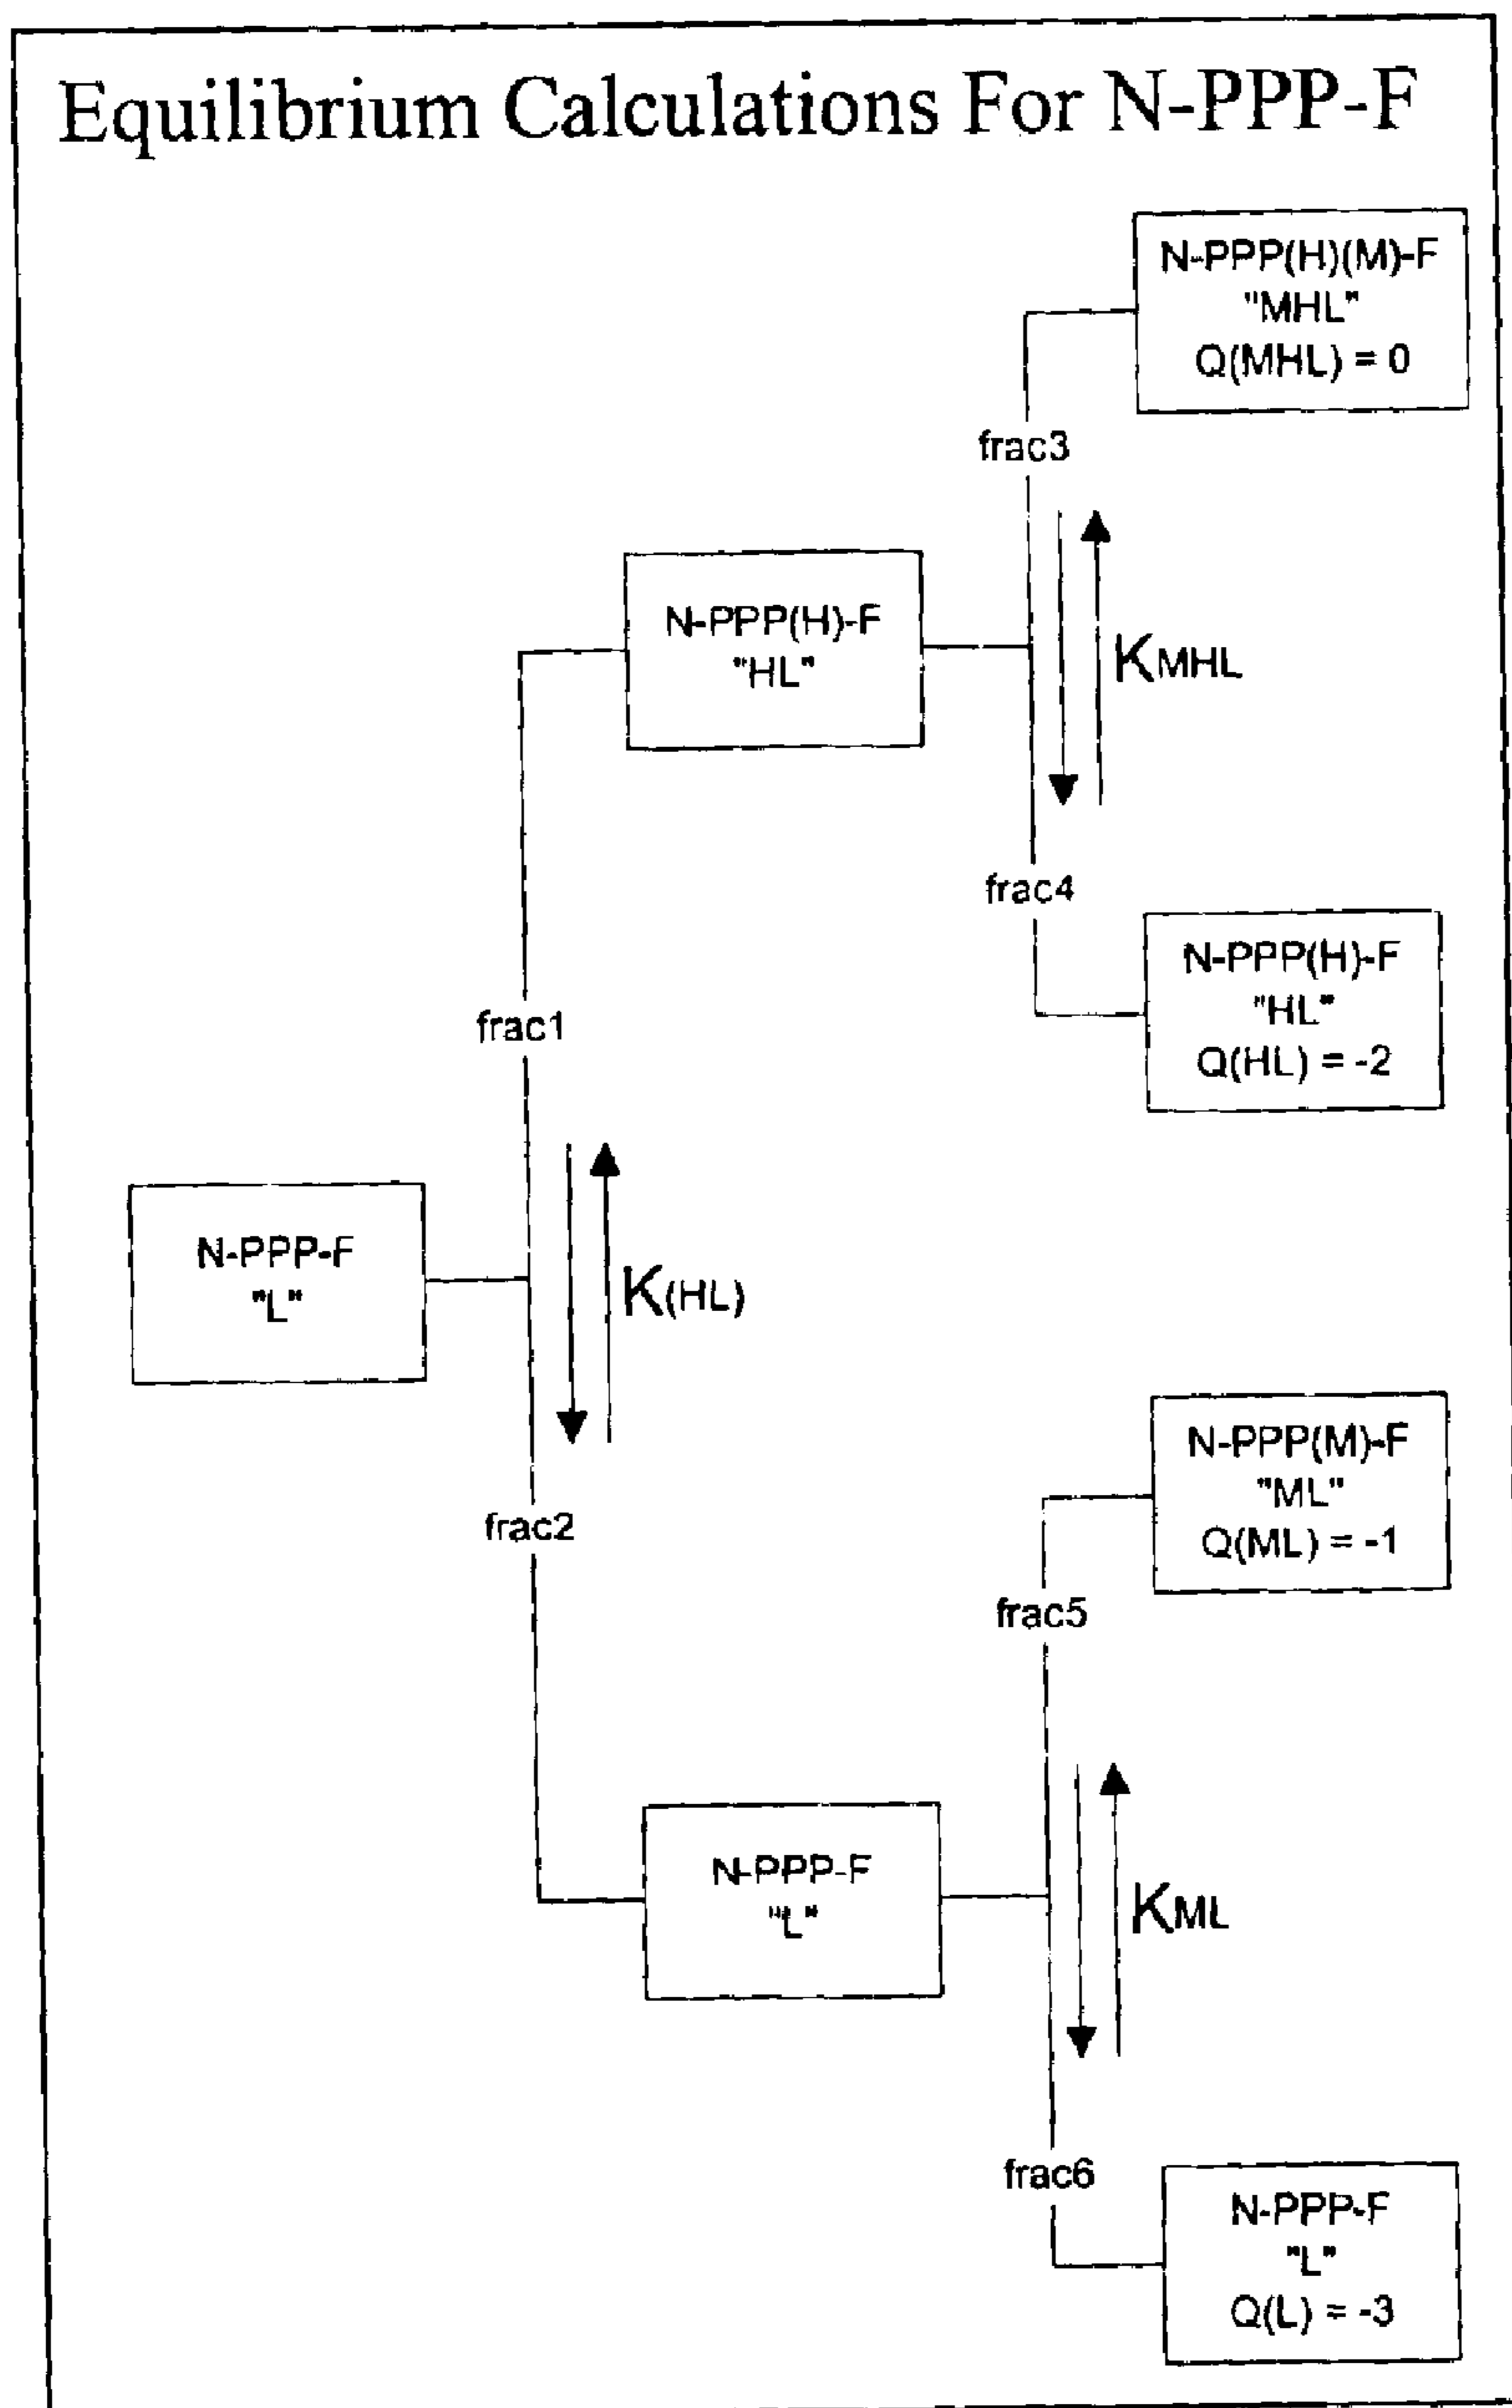 Equilibrium Calculations For N-PPP-F
N-PPP(H)(M)-F
"MHL"
Q(MHL) = 0
frac3
N-PPP(H)-F
"HL"
KMHL
frac4
N-PPP(H)-F
"HL"
Q(HL) = -2
frac1
N-PPP-F
"L"
K(HL)
N-PPP(M)-F
"ML"
Q(ML) = -1
frac2
frac5
N-PPP-F
"L"
KML
frac6
N-PPP-F
"L"
Q(L) = -3